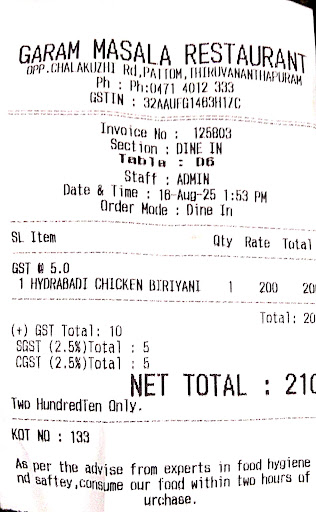 GARAM MASALA RESTAURANT
OPP.CHALAKUZHI Rd,PATTOM,THIRUVANANTHAPURAM
Ph : Ph:0471 4012 333
GSTIN : 32AAUFG1463H1ZC
Invoice No : 125803
Section : DINE IN
Table : D6
Staff : ADMIN
Date & Time : 16-Aug-25 1:53 PM
Order Mode : Dine In
SL Item Qty Rate Total
GST @ 5.0
1 HYDRABADI CHICKEN BIRIYANI 1 200 20
Total: 20
(+) GST Total: 10
SGST (2.5%)Total : 5
CGST (2.5%)Total : 5
NET TOTAL : 210
Two HundredTen Only.
KOT NO : 133
As per the advise from experts in food hygiene
nd saftey,consume our food within two hours of
urchase.